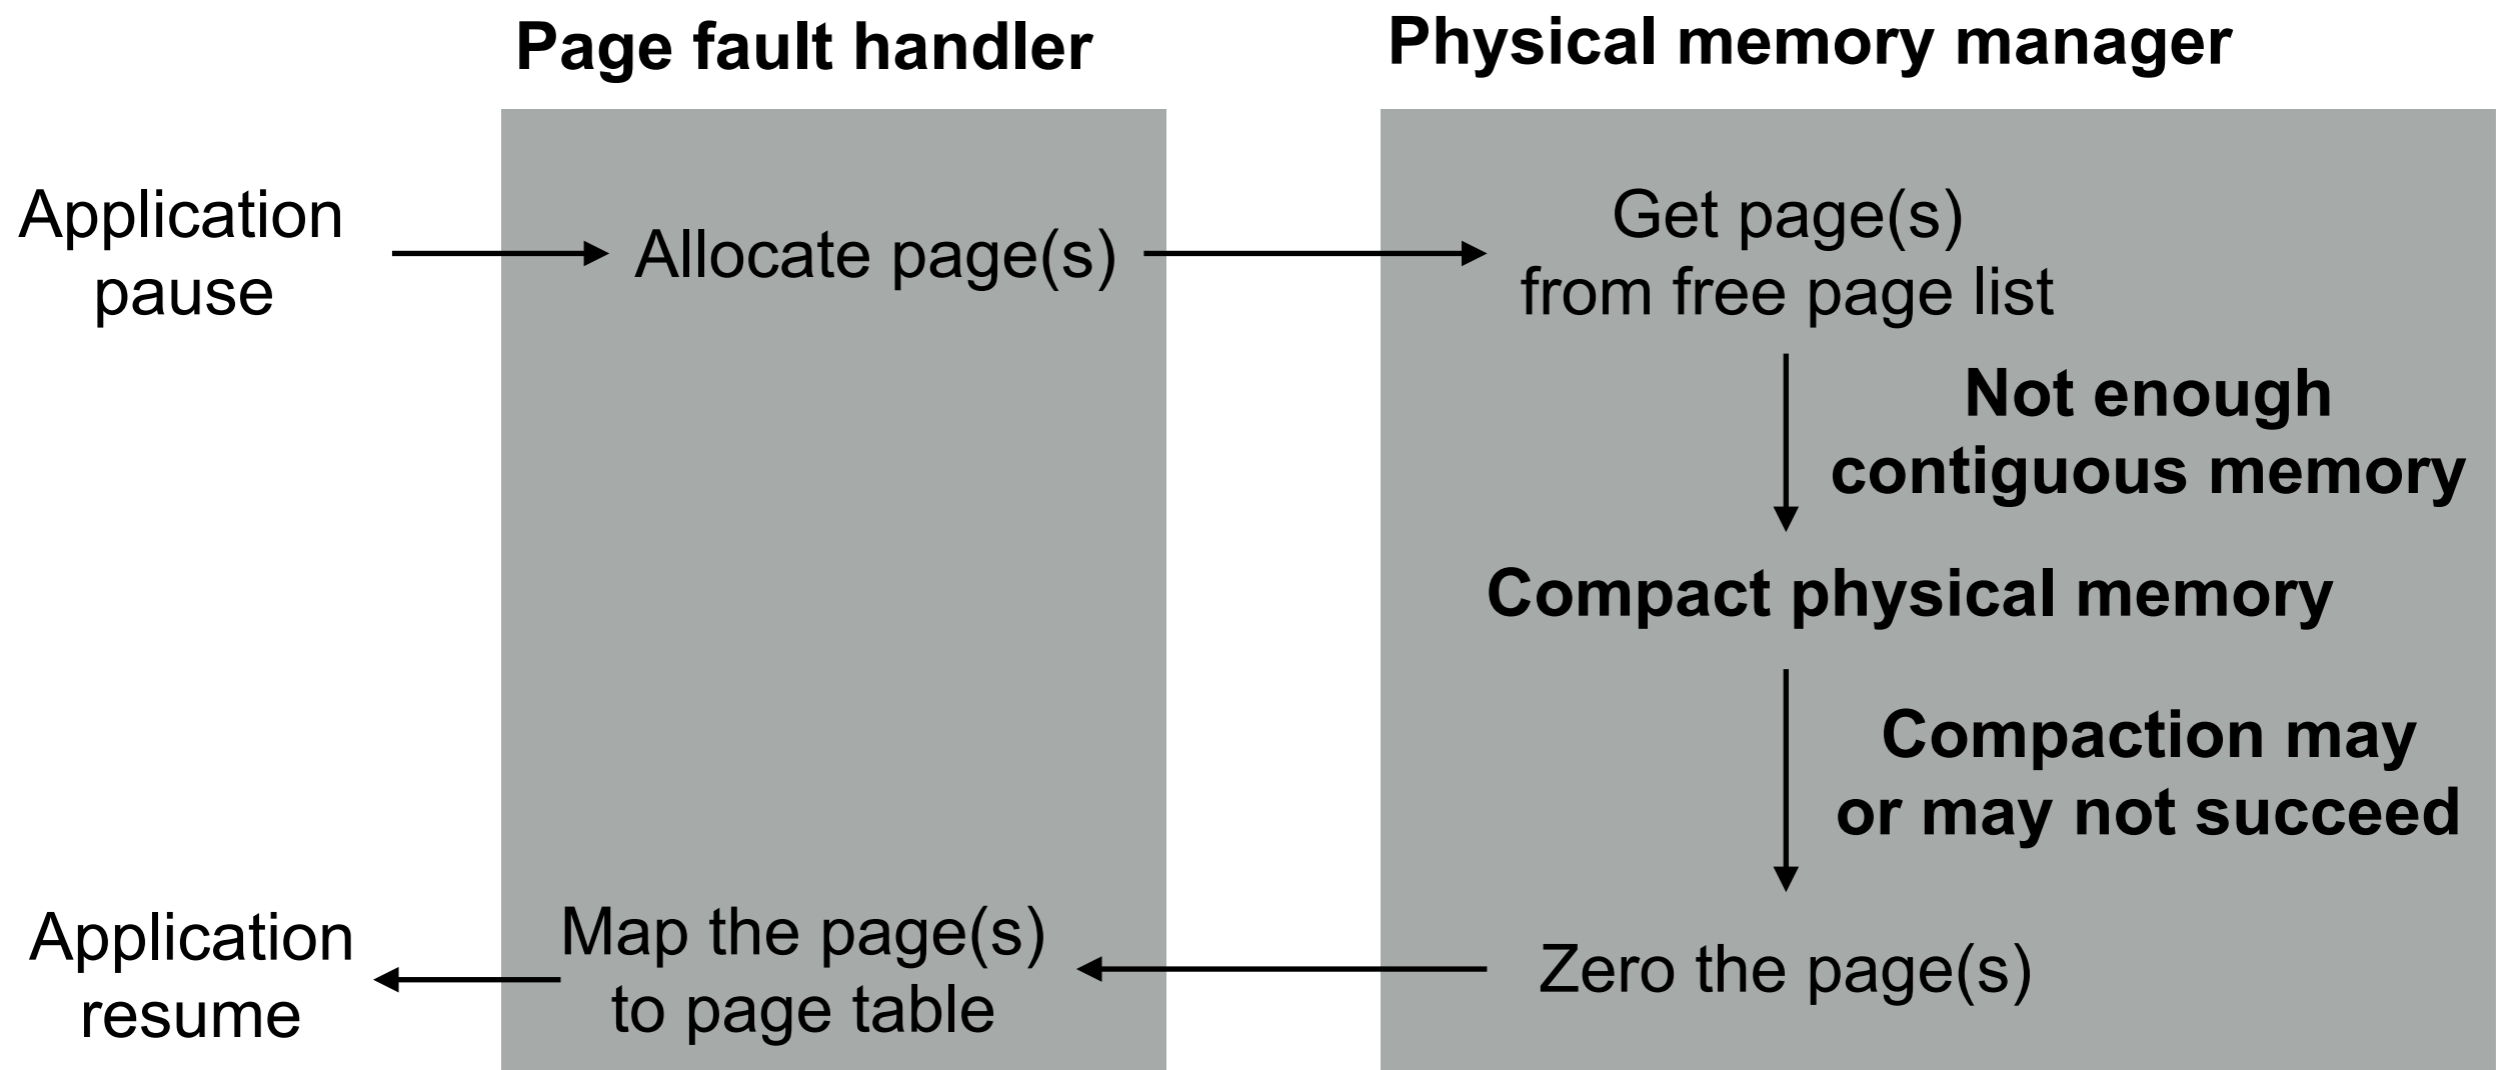 Page fault handler
Physical memory manager
Application
pause
Allocate page(s)
Get page(s)
from free page list
Not enough
contiguous memory
Compact physical memory
Compaction may
or may not succeed
Zero the page(s)
Map the page(s)
to page table
Application
resume